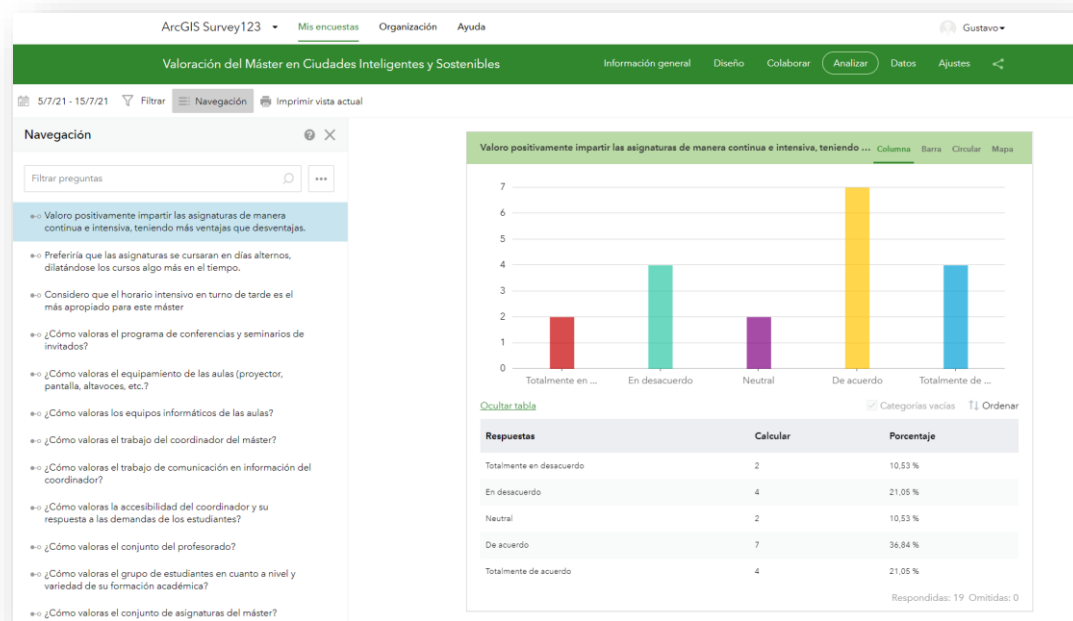 ArcGIS Survey123 Mis encuestas Organización Ayuda Gustavo
Valoración del Máster en Ciudades Inteligentes y Sostenibles Información general Diseño Colaborar Analizar Datos Ajustes
5/7/21 - 15/7/21 Filtrar Navegación Imprimir vista actual
Navegación
Filtrar preguntas
Valoro positivamente impartir las asignaturas de manera
continua e intensiva, teniendo más ventajas que desventajas.
Preferiría que las asignaturas se cursaran en días alternos,
dilatándose los cursos algo más en el tiempo.
Considero que el horario intensivo en turno de tarde es el
más apropiado para este máster
¿Cómo valoras el programa de conferencias y seminarios de
invitados?
¿Cómo valoras el equipamiento de las aulas (proyector,
pantalla, altavoces, etc.?
¿Cómo valoras los equipos informáticos de las aulas?
¿Cómo valoras el trabajo del coordinador del máster?
¿Cómo valoras el trabajo de comunicación en información del
coordinador?
¿Cómo valoras la accesibilidad del coordinador y su
respuesta a las demandas de los estudiantes?
¿Cómo valoras el conjunto del profesorado?
¿Cómo valoras el grupo de estudiantes en cuanto a nivel y
variedad de su formación académica?
¿Cómo valoras el conjunto de asignaturas del máster?
Valoro positivamente impartir las asignaturas de manera continua e intensiva, teniendo ... Columna Barra Circular Mapa
7
6
5
4
3
2
1
0
Totalmente en ... En desacuerdo Neutral De acuerdo Totalmente de ...
Ocultar tabla Categorías vacías Ordenar
Respuestas Calcular Porcentaje
Totalmente en desacuerdo 2 10,53 %
En desacuerdo 4 21,05 %
Neutral 2 10,53 %
De acuerdo 7 36,84 %
Totalmente de acuerdo 4 21,05 %
Respondidas: 19 Omitidas: 0